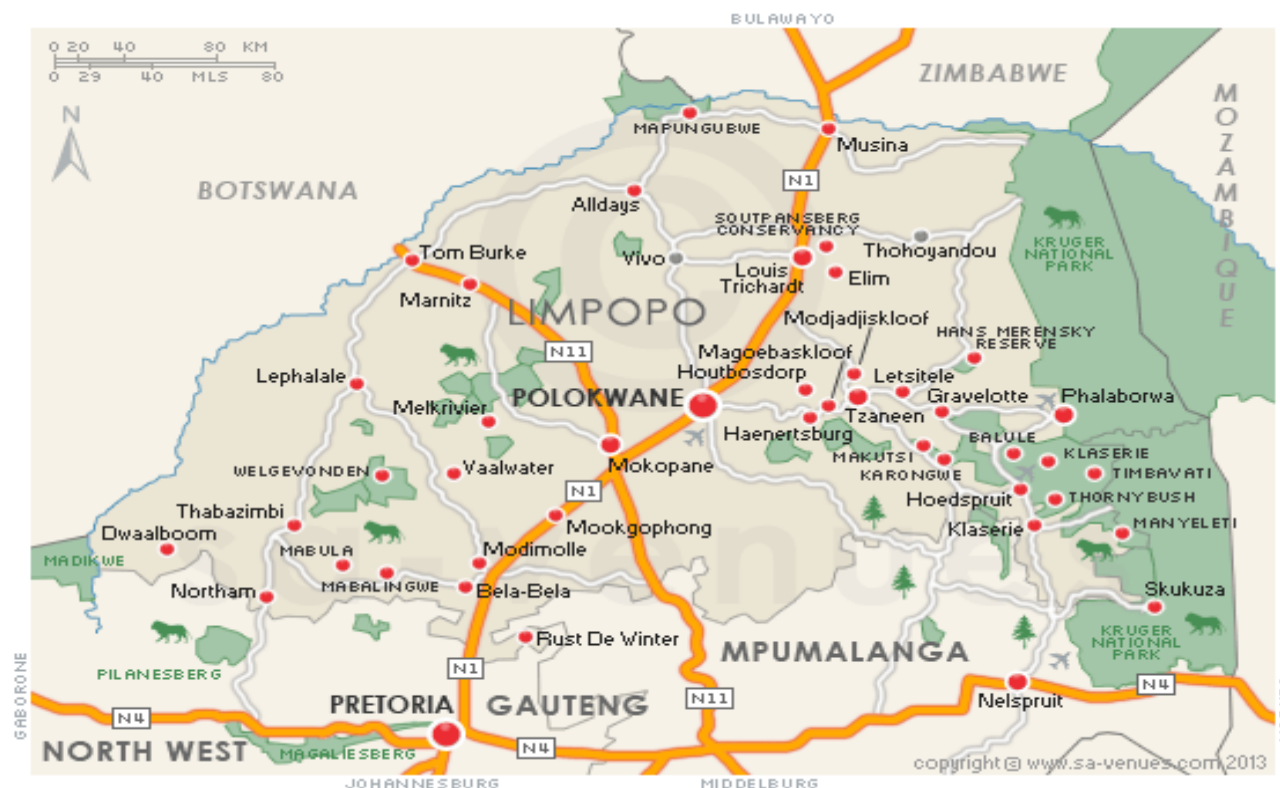 BULAWAYO
0 20 40 80 KM
0 29 40 MLS 80
ZIMBABWE
MOZAMBIQUE
N
MAPUNGUBWE
Musina
BOTSWANA
N1
Alldays
SOUTPANSBERG
CONSERVANCY
Thohoyandou
KRUGER
NATIONAL
PARK
Tom Burke
Vivo
Louis
Trichardt
Elim
Marnitz
LIMPOPO
Modjadjiskloof
HANS MERENSKY
RESERVE
N11
Magoebaskloof
Houtbosdorp
Lephalale
Letsitele
POLOKWANE
Gravelotte
Phalaborwa
Melkrivier
Tzaneen
Haenertsburg
BALULE
MAKUTSI
KLASERIE
WELGEVONDEN
Vaalwater
Mokopane
KARONGWE
TIMBAVATI
N1
Hoedspruit
THORNYBUSH
Thabazimbi
Mookgophong
Klaserie
MANYELETI
Dwaalboom
MABULA
Modimolle
MADIKWE
MABALINGWE
Northam
Bela-Bela
Skukuza
sa-venues
Rust De Winter
KRUGER
NATIONAL
PARK
MPUMALANGA
PILANESBERG
N1
GABORONE
N11
N4
Nelspruit
PRETORIA
GAUTENG
N4
N4
NORTH WEST
MAGALIESBERG
copyright © www.sa-venues.com 2013
JOHANNESBURG
MIDDELBURG